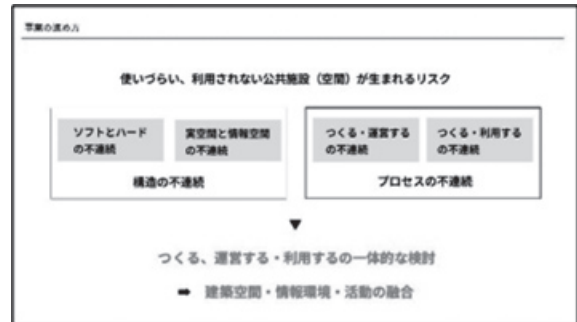 事業の進め方
使いづらい、利用されない公共施設（空間）が生まれるリスク
ソフトとハード
の不連続
実空間と情報空間
の不連続
構造の不連続
つくる・運営する
の不連続
つくる・利用する
の不連続
プロセスの不連続
▼
つくる、運営する・利用するの一体的な検討
➡ 建築空間・情報環境・活動の融合